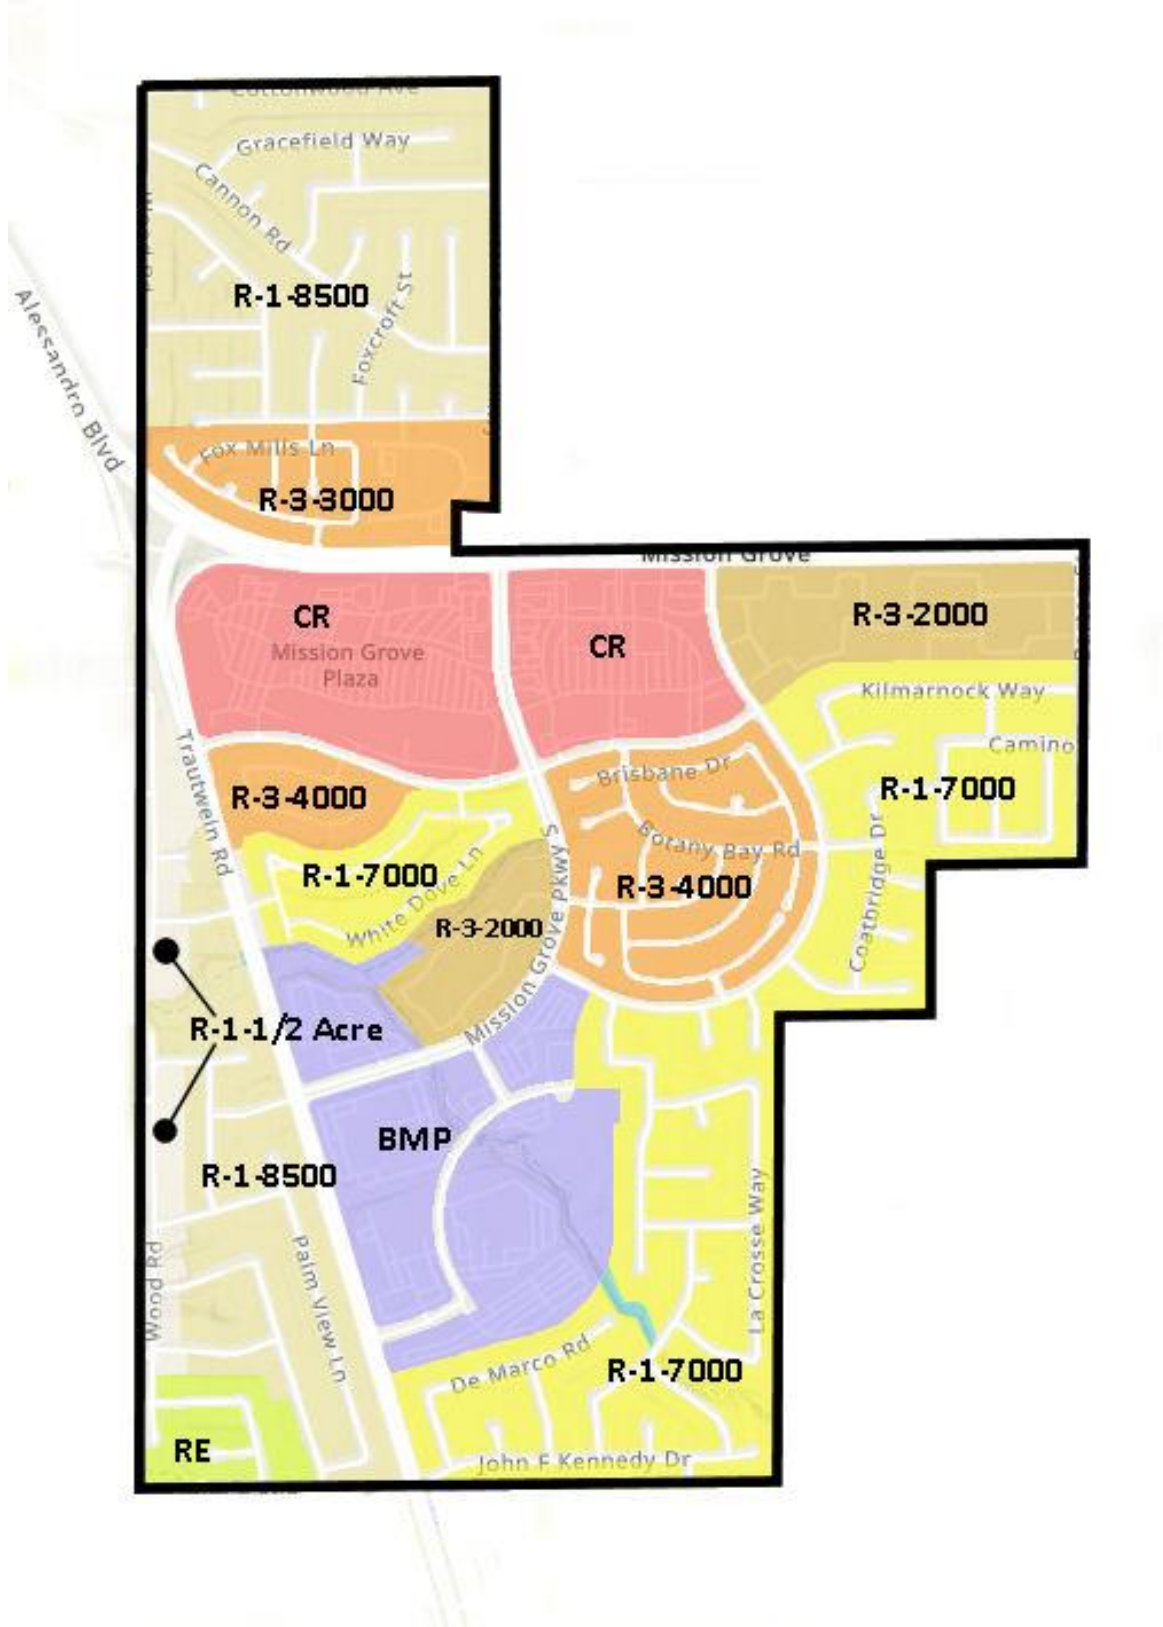 Cottonwood Ave
Gracefield Way
Cannon Rd
Alessandro Blvd
R-1-8500
Foxcroft St
Fox Mills Ln
R-3-3000
Mission Grove
CR
Mission Grove
Plaza
CR
R-3-2000
Kilmarnock Way
Camino
R-1-7000
Trautwein Rd
R-3-4000
Brisbane Dr
Botany Bay Rd
R-3-4000
Coatbridge Dr
R-1-7000
White Dove Ln
R-3-2000
Mission Grove Pkwy S
R-1-1/2 Acre
BMP
R-1-8500
Wood Rd
Palm View Ln
La Crosse Way
De Marco Rd
R-1-7000
RE
John F Kennedy Dr